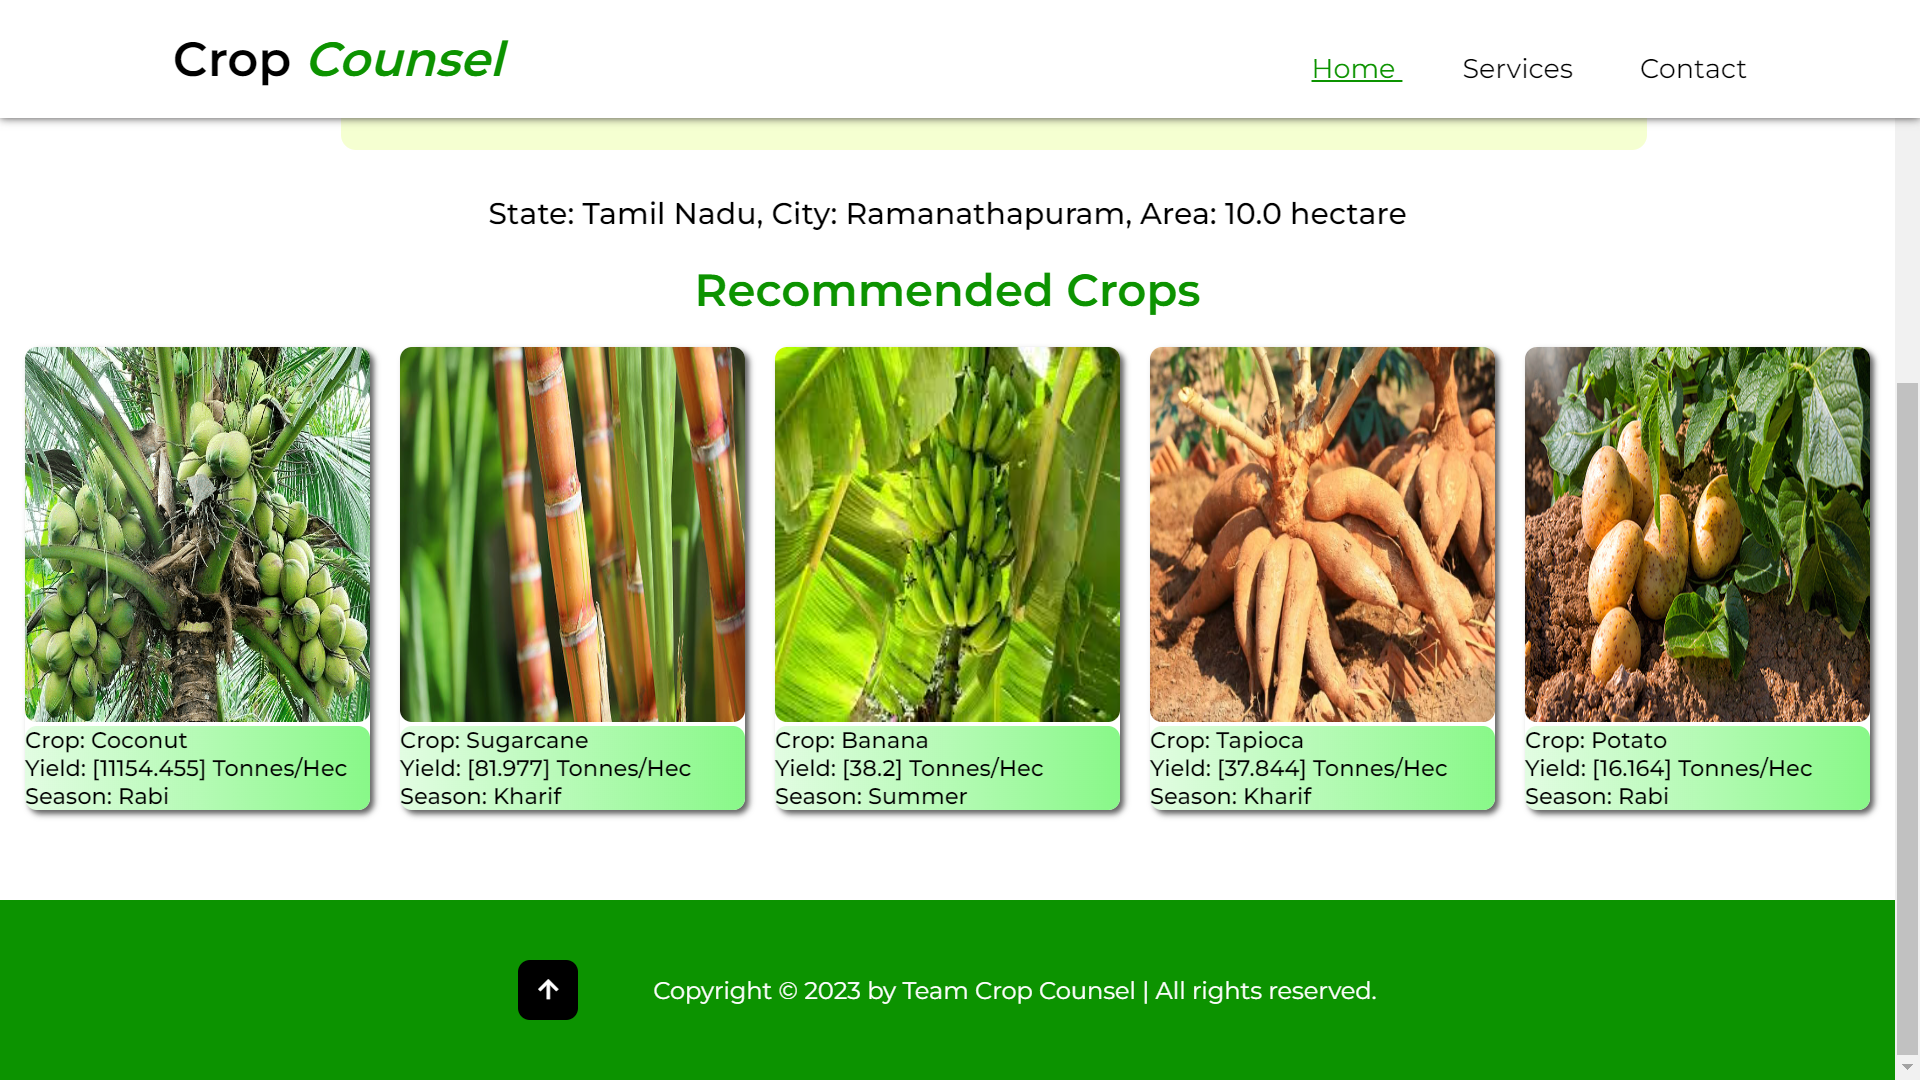 Crop Counsel
Home
Services
Contact
State: Tamil Nadu, City: Ramanathapuram, Area: 10.0 hectare
Recommended Crops
Crop: Coconut
Yield: [11154.455] Tonnes/Hec
Season: Rabi
Crop: Sugarcane
Yield: [81.977] Tonnes/Hec
Season: Kharif
Crop: Banana
Yield: [38.2] Tonnes/Hec
Season: Summer
Crop: Tapioca
Yield: [37.844] Tonnes/Hec
Season: Kharif
Crop: Potato
Yield: [16.164] Tonnes/Hec
Season: Rabi
Copyright © 2023 by Team Crop Counsel | All rights reserved.